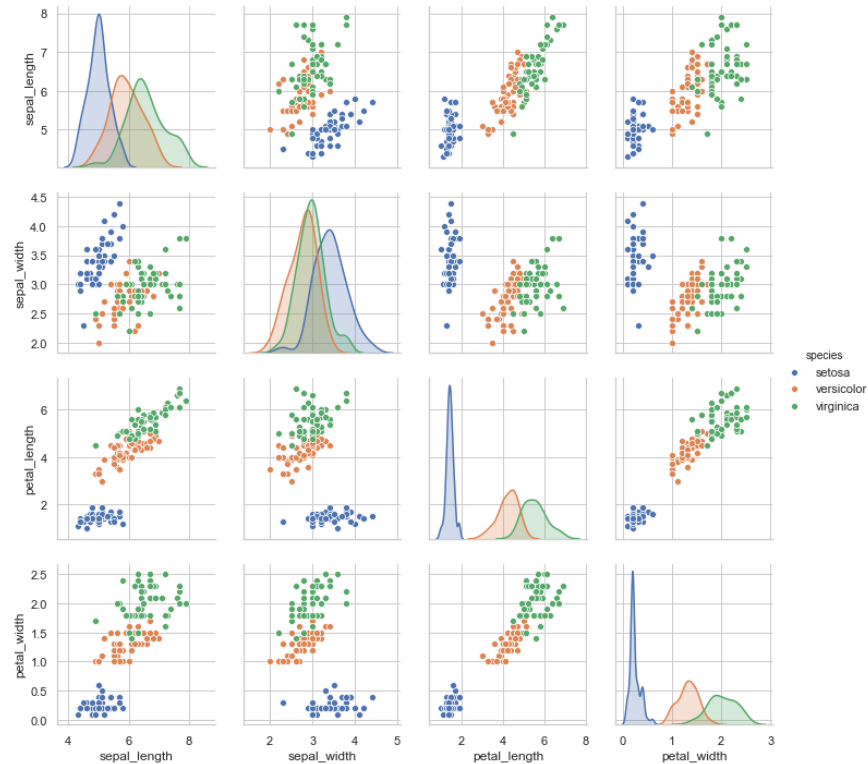 8
7
6
5
sepal_length
4.5
4.0
3.5
3.0
2.5
2.0
sepal_width
species
setosa
versicolor
virginica
6
4
2
petal_length
2.5
2.0
1.5
1.0
0.5
0.0
petal_width
4 6 8 2 3 4 5 2 4 6 8 0 1 2 3
sepal_length sepal_width petal_length petal_width